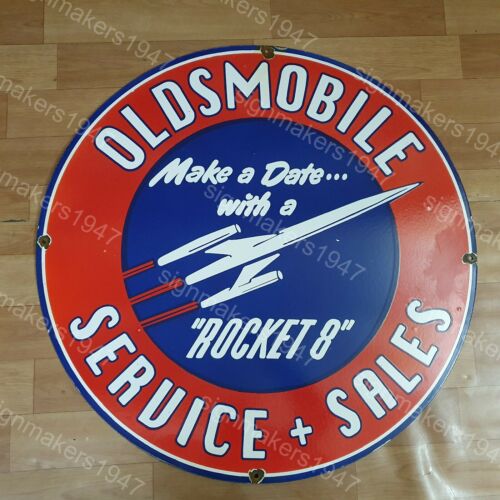 OLDSMOBILE
Make a Date...
with a
"ROCKET 8"
SERVICE + SALES
signmakers1947